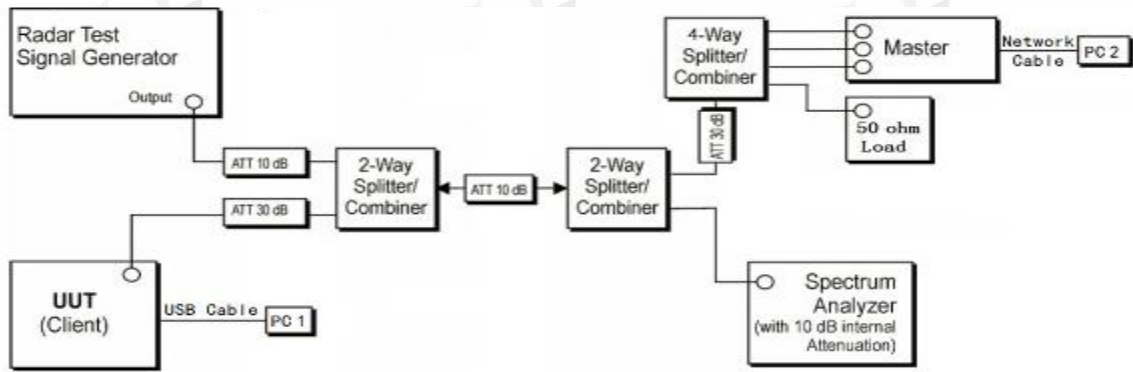 Radar Test
Signal Generator
Output
ATT 10 dB
ATT 30 dB
2-Way
Splitter/
Combiner
ATT 10 dB
2-Way
Splitter/
Combiner
ATT 30 dB
4-Way
Splitter/
Combiner
Master
Network
Cable
PC 2
50 ohm
Load
UUT
(Client)
USB Cable
PC 1
Spectrum
Analyzer
(with 10 dB internal
Attenuation)